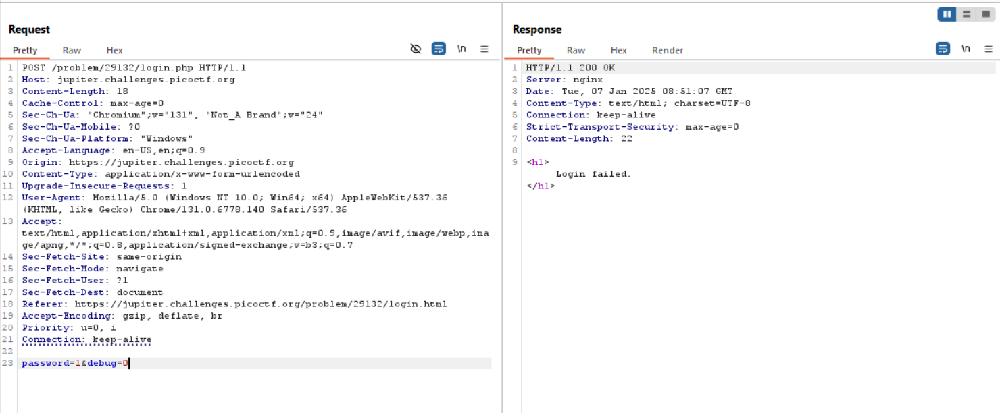 Request
Pretty Raw Hex \n
1 POST /problem/29132/login.php HTTP/1.1
2 Host: jupiter.challenges.picoctf.org
3 Content-Length: 18
4 Cache-Control: max-age=0
5 Sec-Ch-Ua: "Chromium";v="131", "Not_A Brand";v="24"
6 Sec-Ch-Ua-Mobile: ?0
7 Sec-Ch-Ua-Platform: "Windows"
8 Accept-Language: en-US,en;q=0.9
9 Origin: https://jupiter.challenges.picoctf.org
10 Content-Type: application/x-www-form-urlencoded
11 Upgrade-Insecure-Requests: 1
12 User-Agent: Mozilla/5.0 (Windows NT 10.0; Win64; x64) AppleWebKit/537.36
(KHTML, like Gecko) Chrome/131.0.6778.140 Safari/537.36
13 Accept:
text/html,application/xhtml+xml,application/xml;q=0.9,image/avif,image/webp,ima
ge/apng,*/*;q=0.8,application/signed-exchange;v=b3;q=0.7
14 Sec-Fetch-Site: same-origin
15 Sec-Fetch-Mode: navigate
16 Sec-Fetch-User: ?1
17 Sec-Fetch-Dest: document
18 Referer: https://jupiter.challenges.picoctf.org/problem/29132/login.html
19 Accept-Encoding: gzip, deflate, br
20 Priority: u=0, i
21 Connection: keep-alive
22
23 password=1&debug=0
Response
Pretty Raw Hex Render \n
1 HTTP/1.1 200 OK
2 Server: nginx
3 Date: Tue, 07 Jan 2025 08:51:07 GMT
4 Content-Type: text/html; charset=UTF-8
5 Connection: keep-alive
6 Strict-Transport-Security: max-age=0
7 Content-Length: 22
8
9 <h1>
Login failed.
</h1>